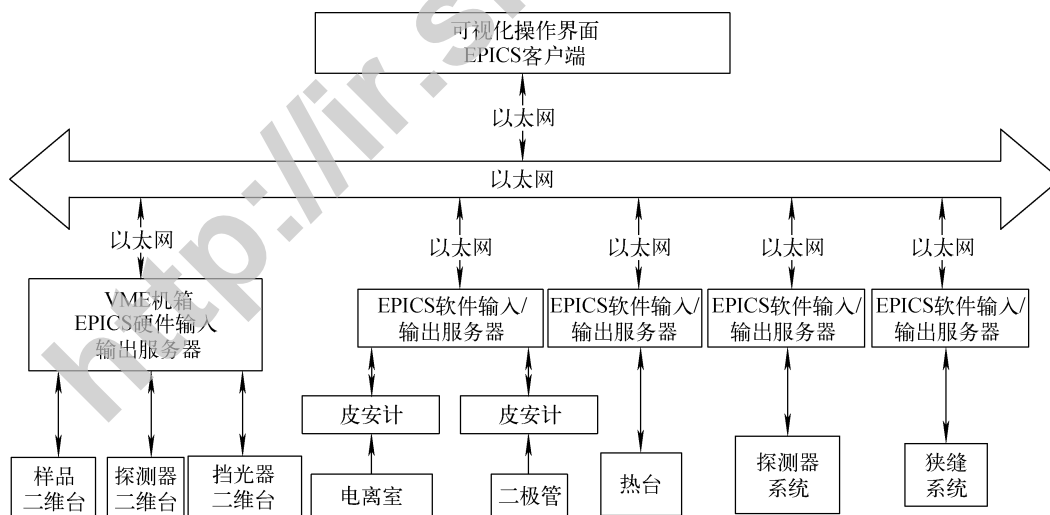 可视化操作界面
EPICS客户端
以太网
以太网
以太网
以太网
以太网
以太网
以太网
VME机箱
EPICS硬件输入
输出服务器
EPICS软件输入/
输出服务器
EPICS软件输入/
输出服务器
EPICS软件输入/
输出服务器
EPICS软件输入/
输出服务器
皮安计
皮安计
样品
二维台
探测器
二维台
挡光器
二维台
电离室
二极管
热台
探测器
系统
狭缝
系统
http://ir.s